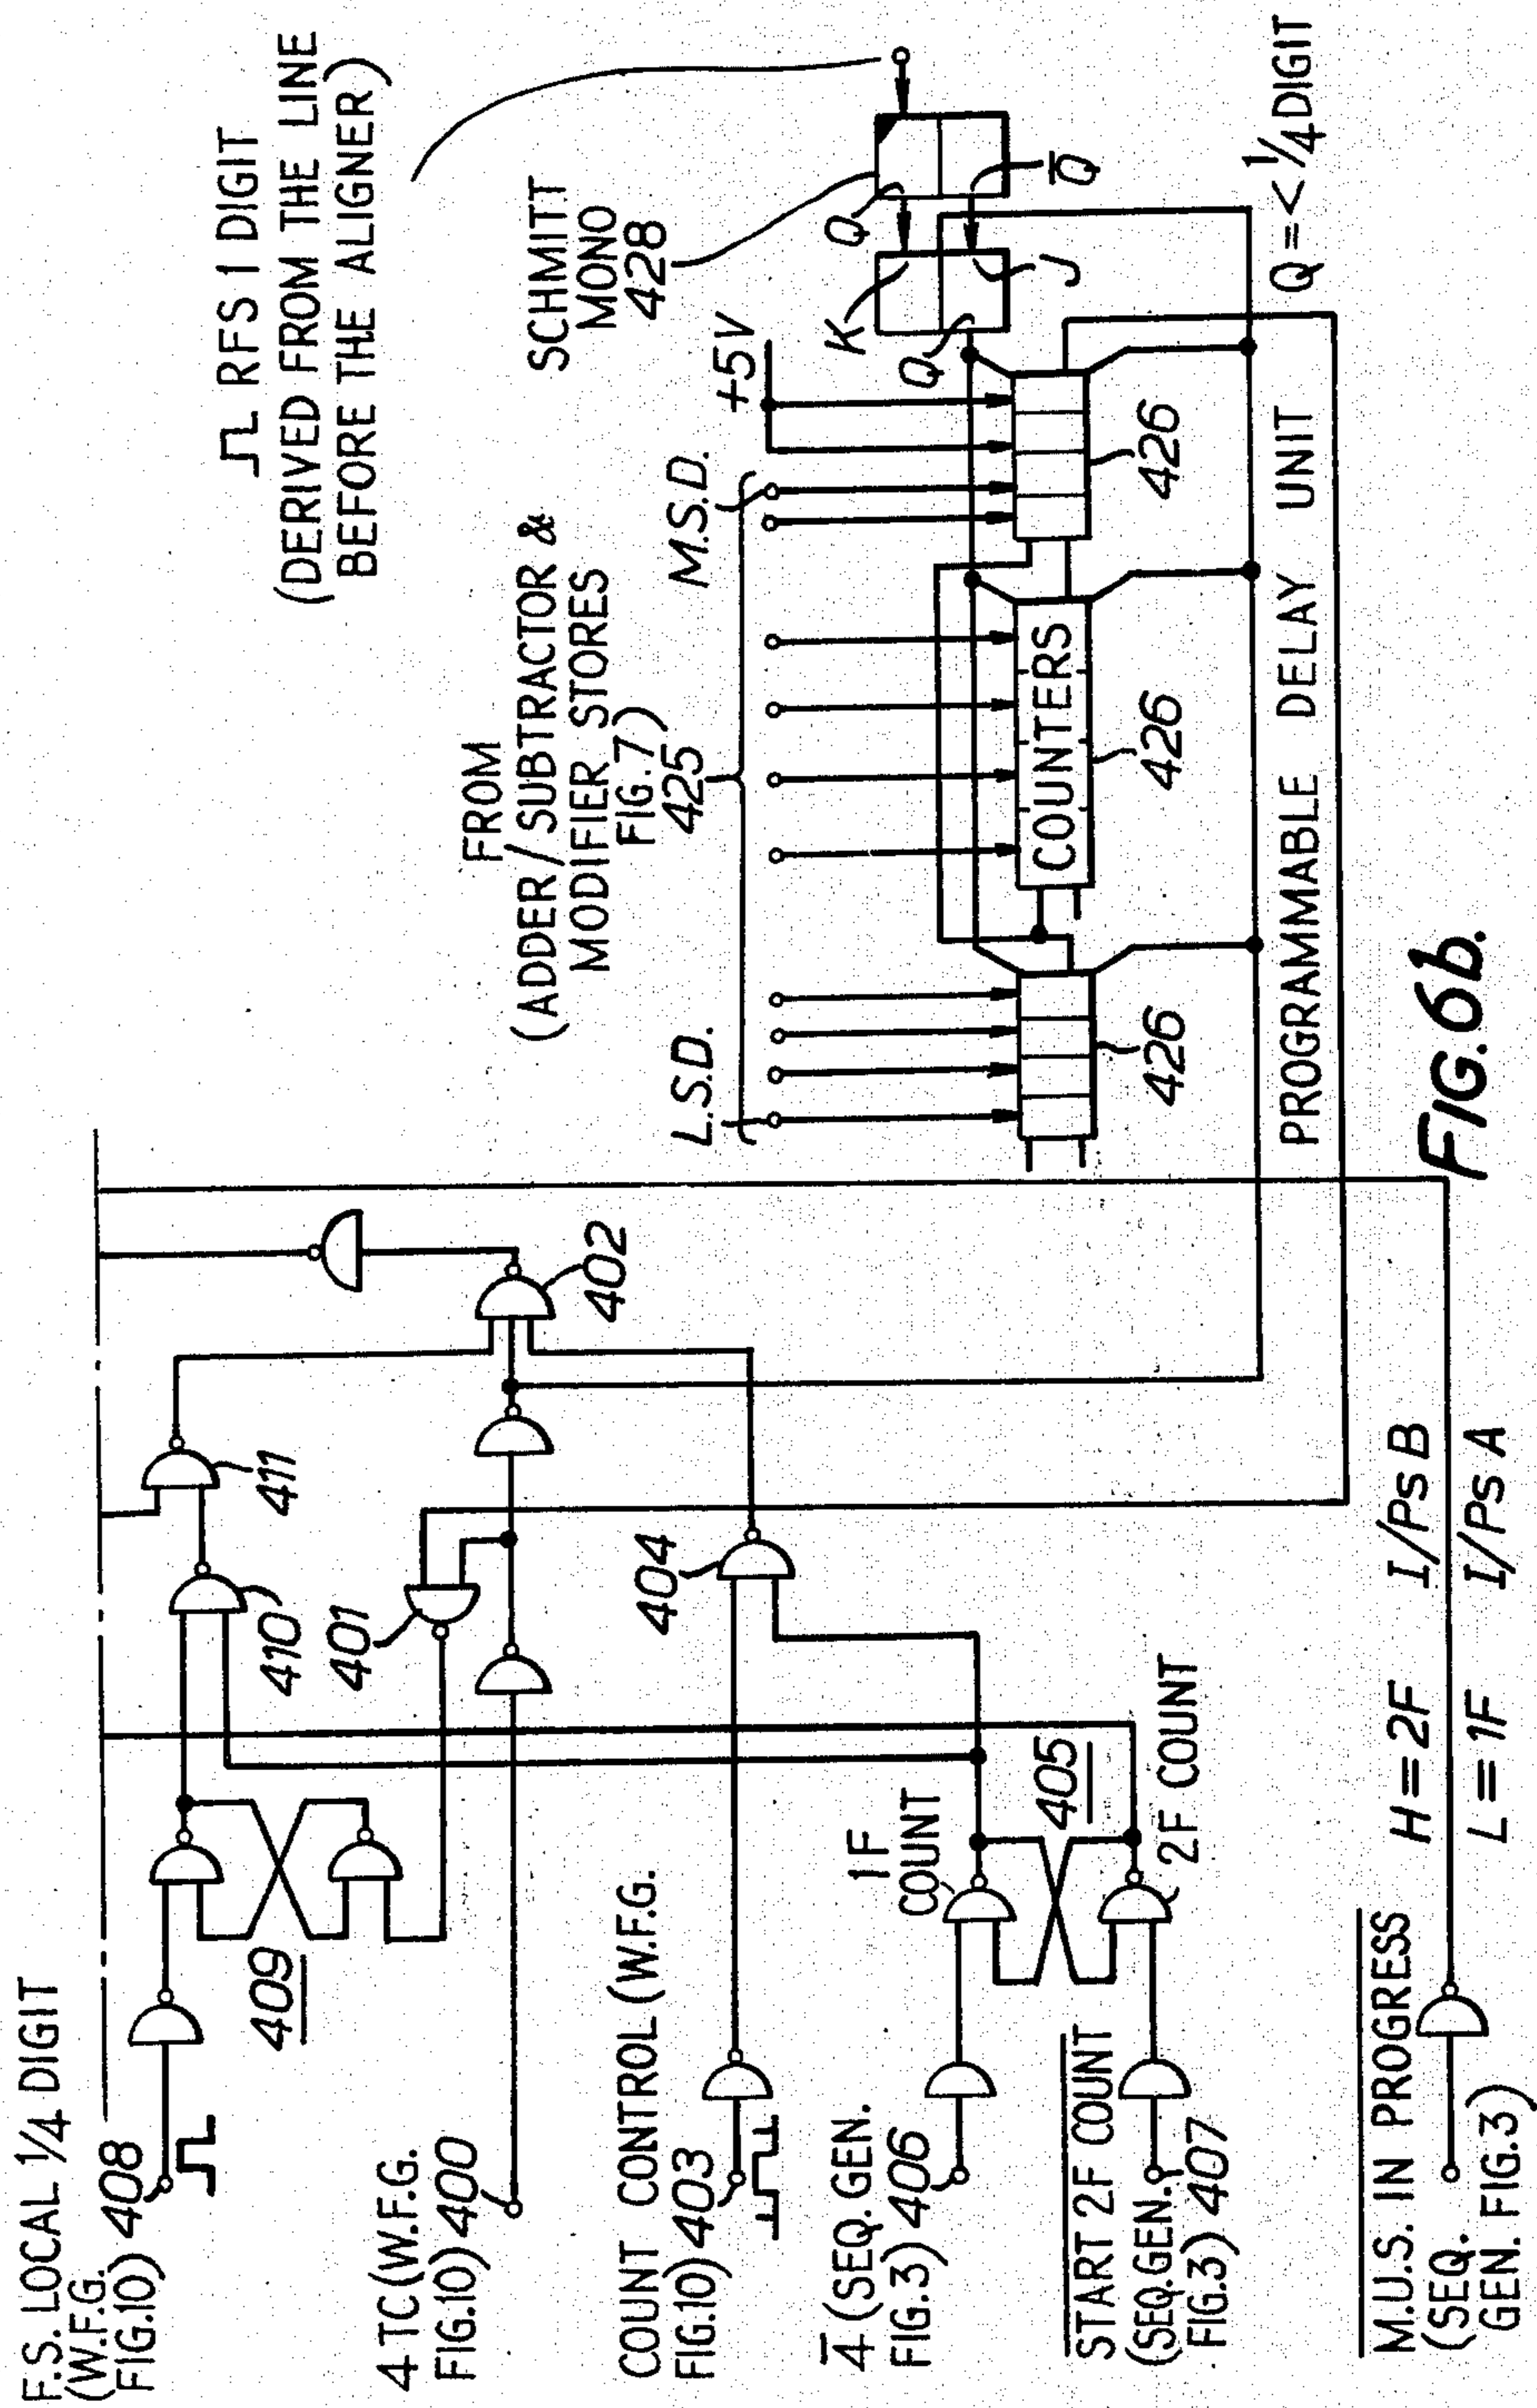 F.S. LOCAL 1/4 DIGIT
(W.F.G.
FIG.10) 408
4 TC (W.F.G.
FIG.10) 400
COUNT CONTROL (W.F.G.
FIG.10) 403
4̅ (SEQ. GEN.
FIG.3) 406
START 2F COUNT
(SEQ.GEN.
FIG.3) 407
M.U.S. IN PROGRESS
(SEQ.
GEN. FIG.3)
409
410
411
401
402
404
1F
COUNT
405
2F COUNT
H = 2F I/Ps B
L = 1F I/Ps A
⎍ RFS 1 DIGIT
(DERIVED FROM THE LINE
BEFORE THE ALIGNER)
SCHMITT
MONO
428
FROM
(ADDER/SUBTRACTOR &
MODIFIER STORES
FIG.7)
425
L.S.D.
M.S.D.
+5V
K
Q
Q
Q̅
J
COUNTERS
426
426
426
Q = < 1/4 DIGIT
PROGRAMMABLE DELAY UNIT
FIG.6b.